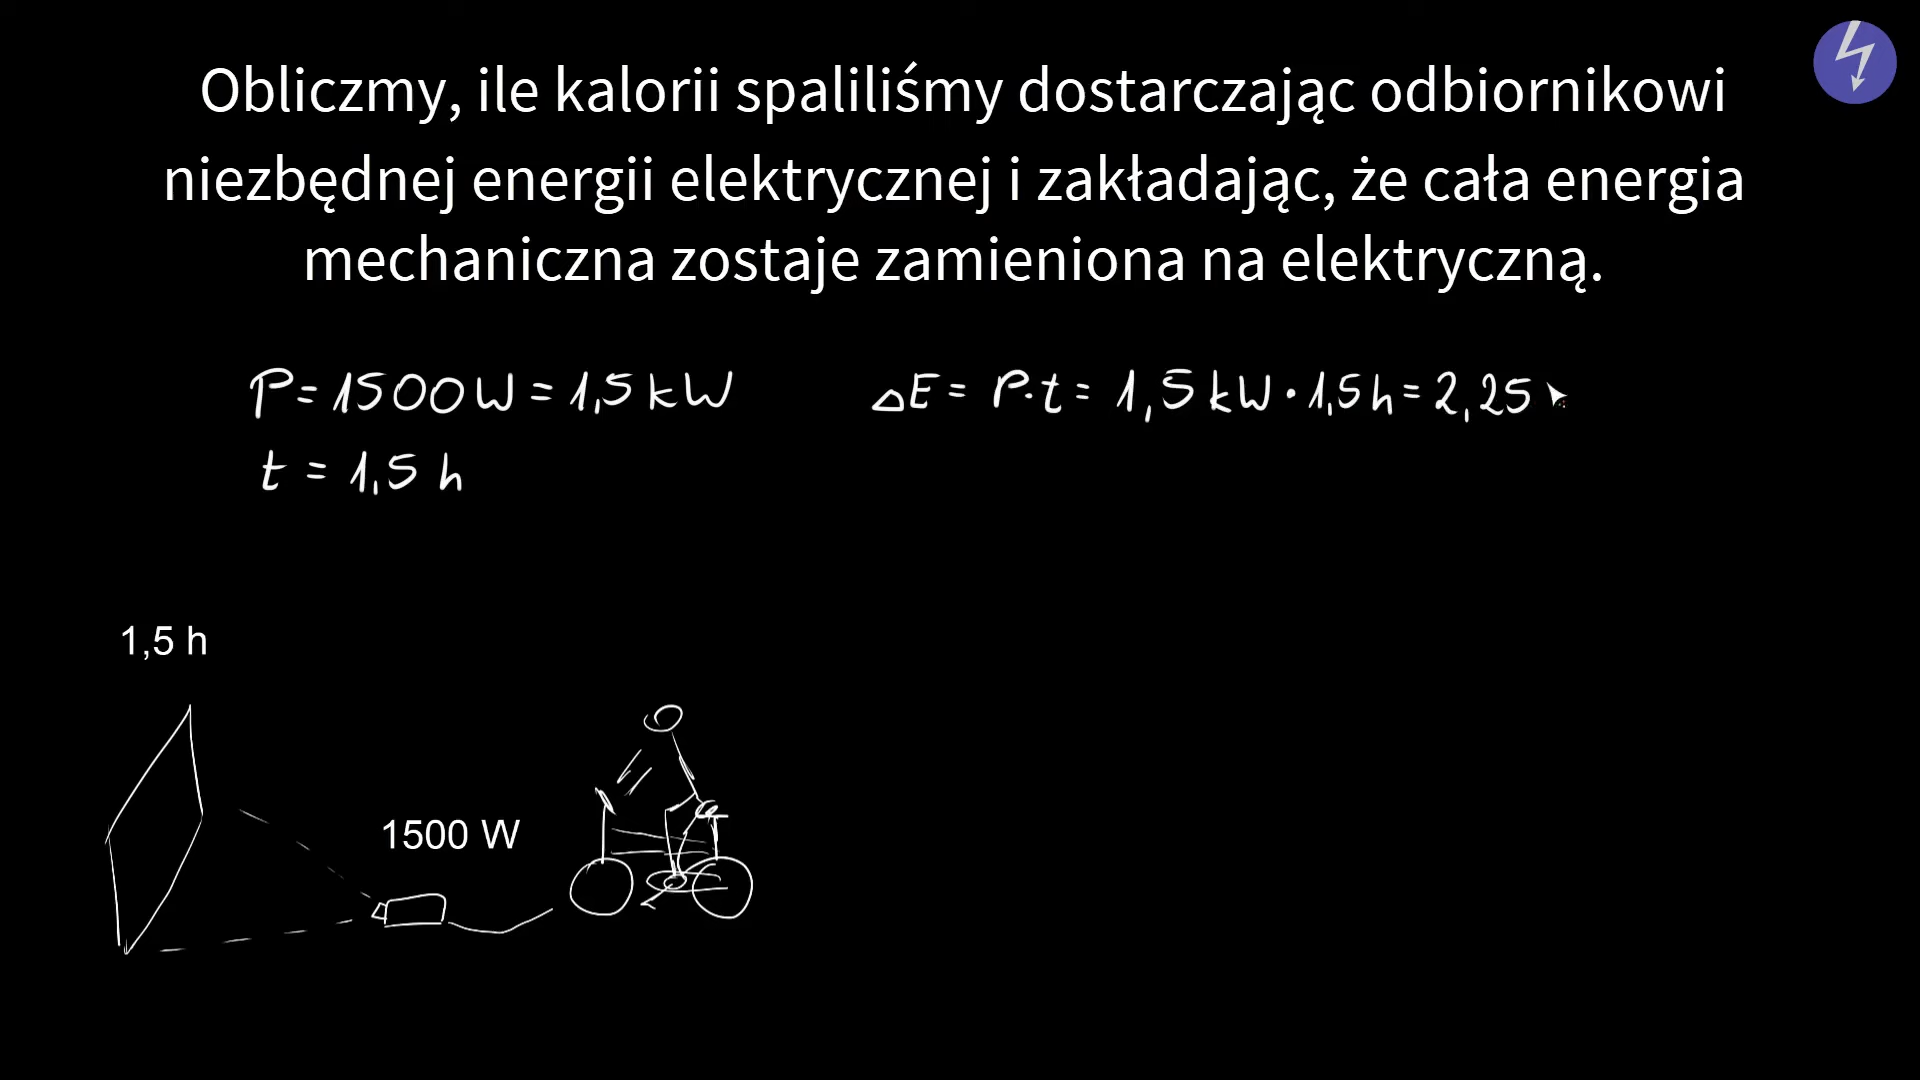 Obliczmy, ile kalorii spaliliśmy dostarczając odbiornikowi
niezbędnej energii elektrycznej i zakładając, że cała energia
mechaniczna zostaje zamieniona na elektryczną.
P = 1500 W = 1,5 kW
t = 1,5 h
ΔE = P·t = 1,5 kW · 1,5 h = 2,25
1,5 h
1500 W